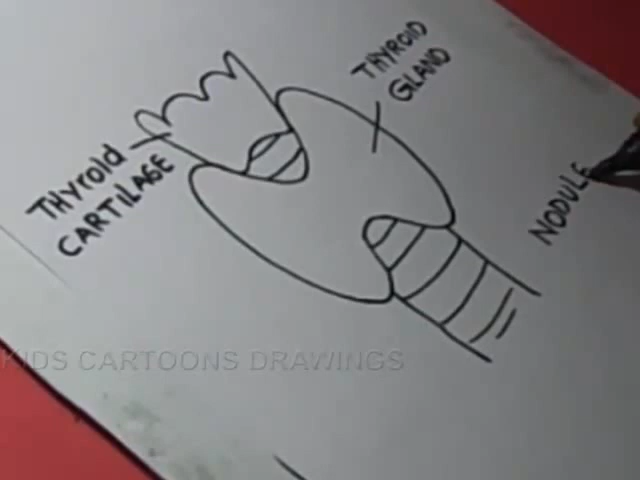 THYROID
GLAND
THYROID
CARTILAGE
NODULE
KIDS CARTOONS DRAWINGS